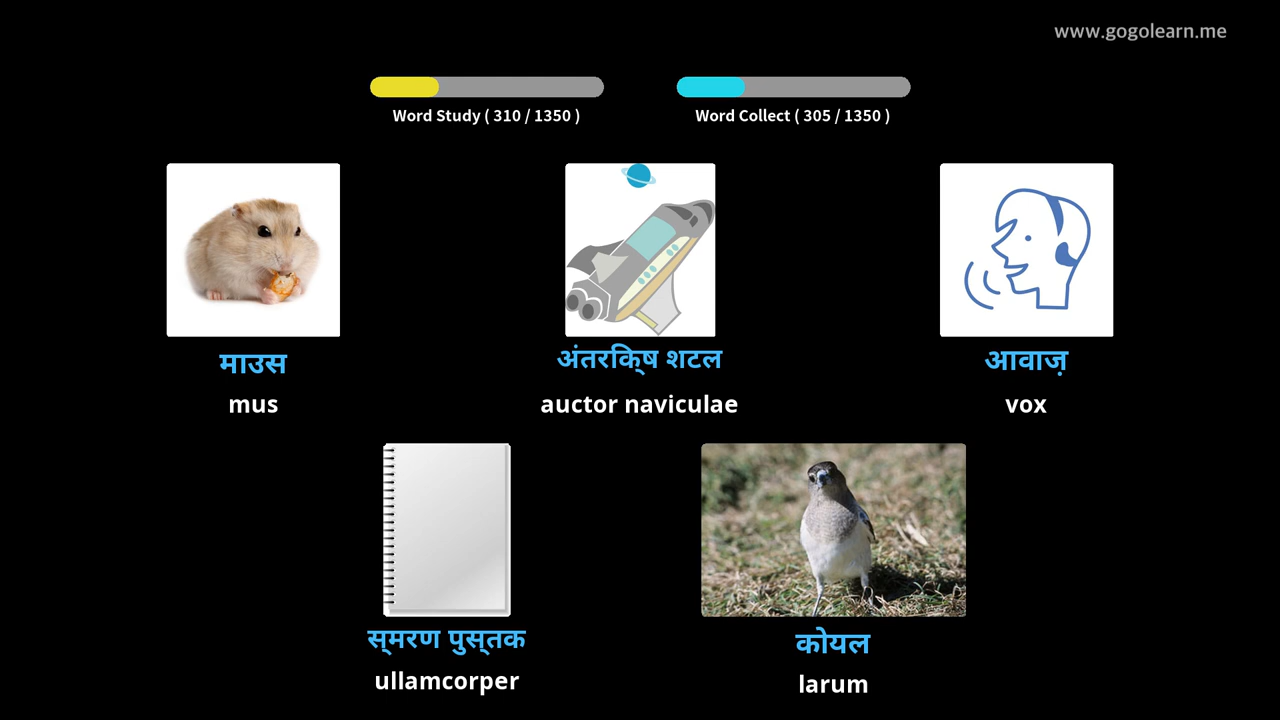 www.gogolearn.me
Word Study ( 310 / 1350 )
Word Collect ( 305 / 1350 )
माउस
अंतरिक्ष शटल
आवाज़
mus
auctor naviculae
vox
स्मरण पुस्तक
कोयल
ullamcorper
larum